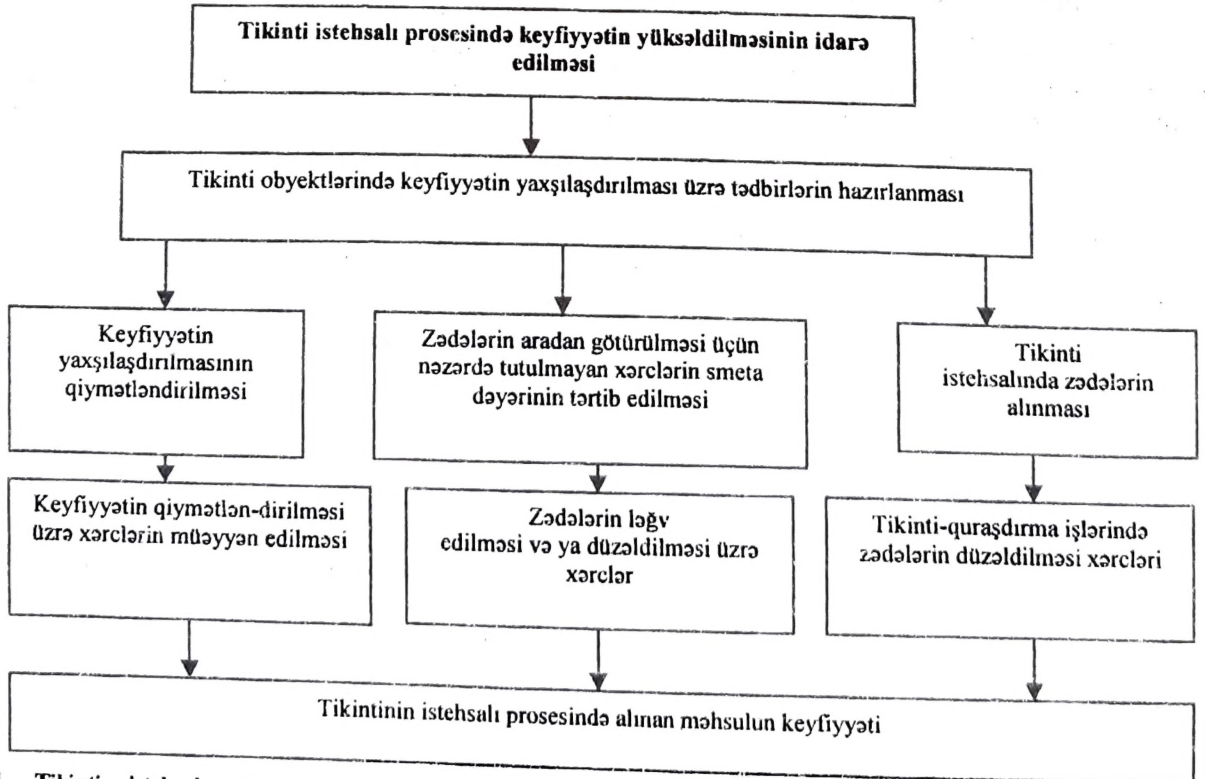 Tikinti istehsalı prosesində keyfiyyətin yüksəldilməsinin idarə
edilməsi
Tikinti obyektlərində keyfiyyətin yaxşılaşdırılması üzrə tədbirlərin hazırlanması
Keyfiyyətin
yaxşılaşdırılmasının
qiymətləndirilməsi
Zədələrin aradan götürülməsi üçün
nəzərdə tutulmayan xərclərin smeta
dəyərinin tərtib edilməsi
Tikinti
istehsalında zədələrin
alınması
Keyfiyyətin qiymətlən-dirilməsi
üzrə xərclərin müəyyən edilməsi
Zədələrin ləğv
edilməsi və ya düzəldilməsi üzrə
xərclər
Tikinti-quraşdırma işlərində
zədələrin düzəldilməsi xərcləri
Tikintinin istehsalı prosesində alınan məhsulun keyfiyyəti